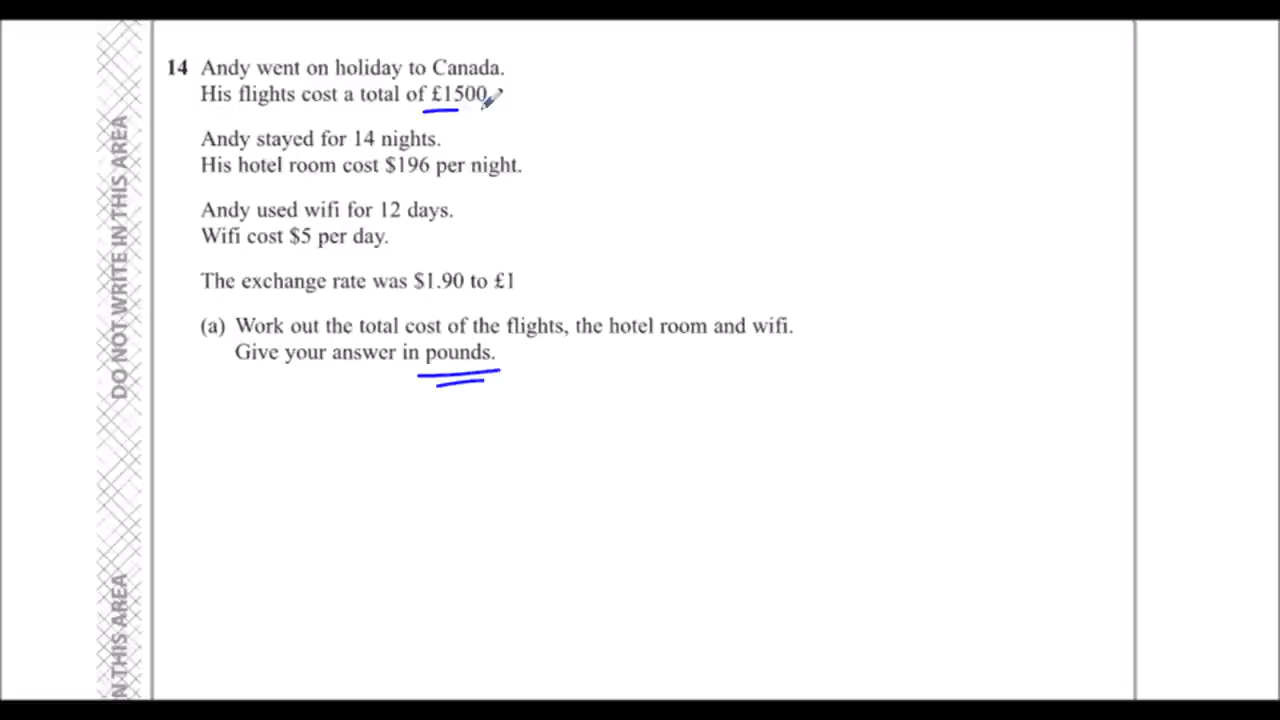 14 Andy went on holiday to Canada.
His flights cost a total of £1500.
Andy stayed for 14 nights.
His hotel room cost $196 per night.
Andy used wifi for 12 days.
Wifi cost $5 per day.
The exchange rate was $1.90 to £1
(a) Work out the total cost of the flights, the hotel room and wifi.
Give your answer in pounds.
DO NOT WRITE IN THIS AREA
N THIS AREA